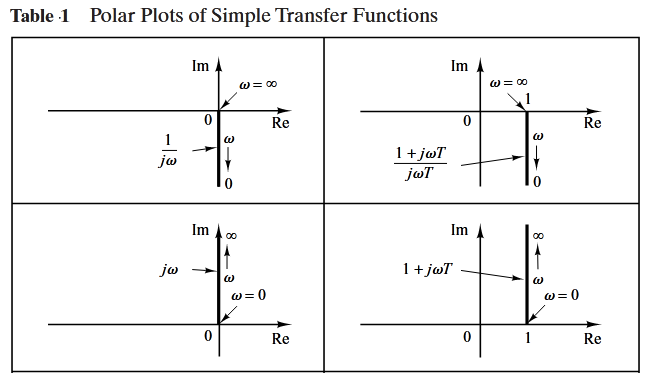 Table ·1 Polar Plots of Simple Transfer Functions
Im
ω = ∞
0
Re
1
jω
ω
0
Im
ω = ∞
1
0
Re
1 + jωT
jωT
ω
0
Im
∞
jω
ω
ω = 0
0
Re
Im
∞
1 + jωT
ω
ω = 0
0
1
Re